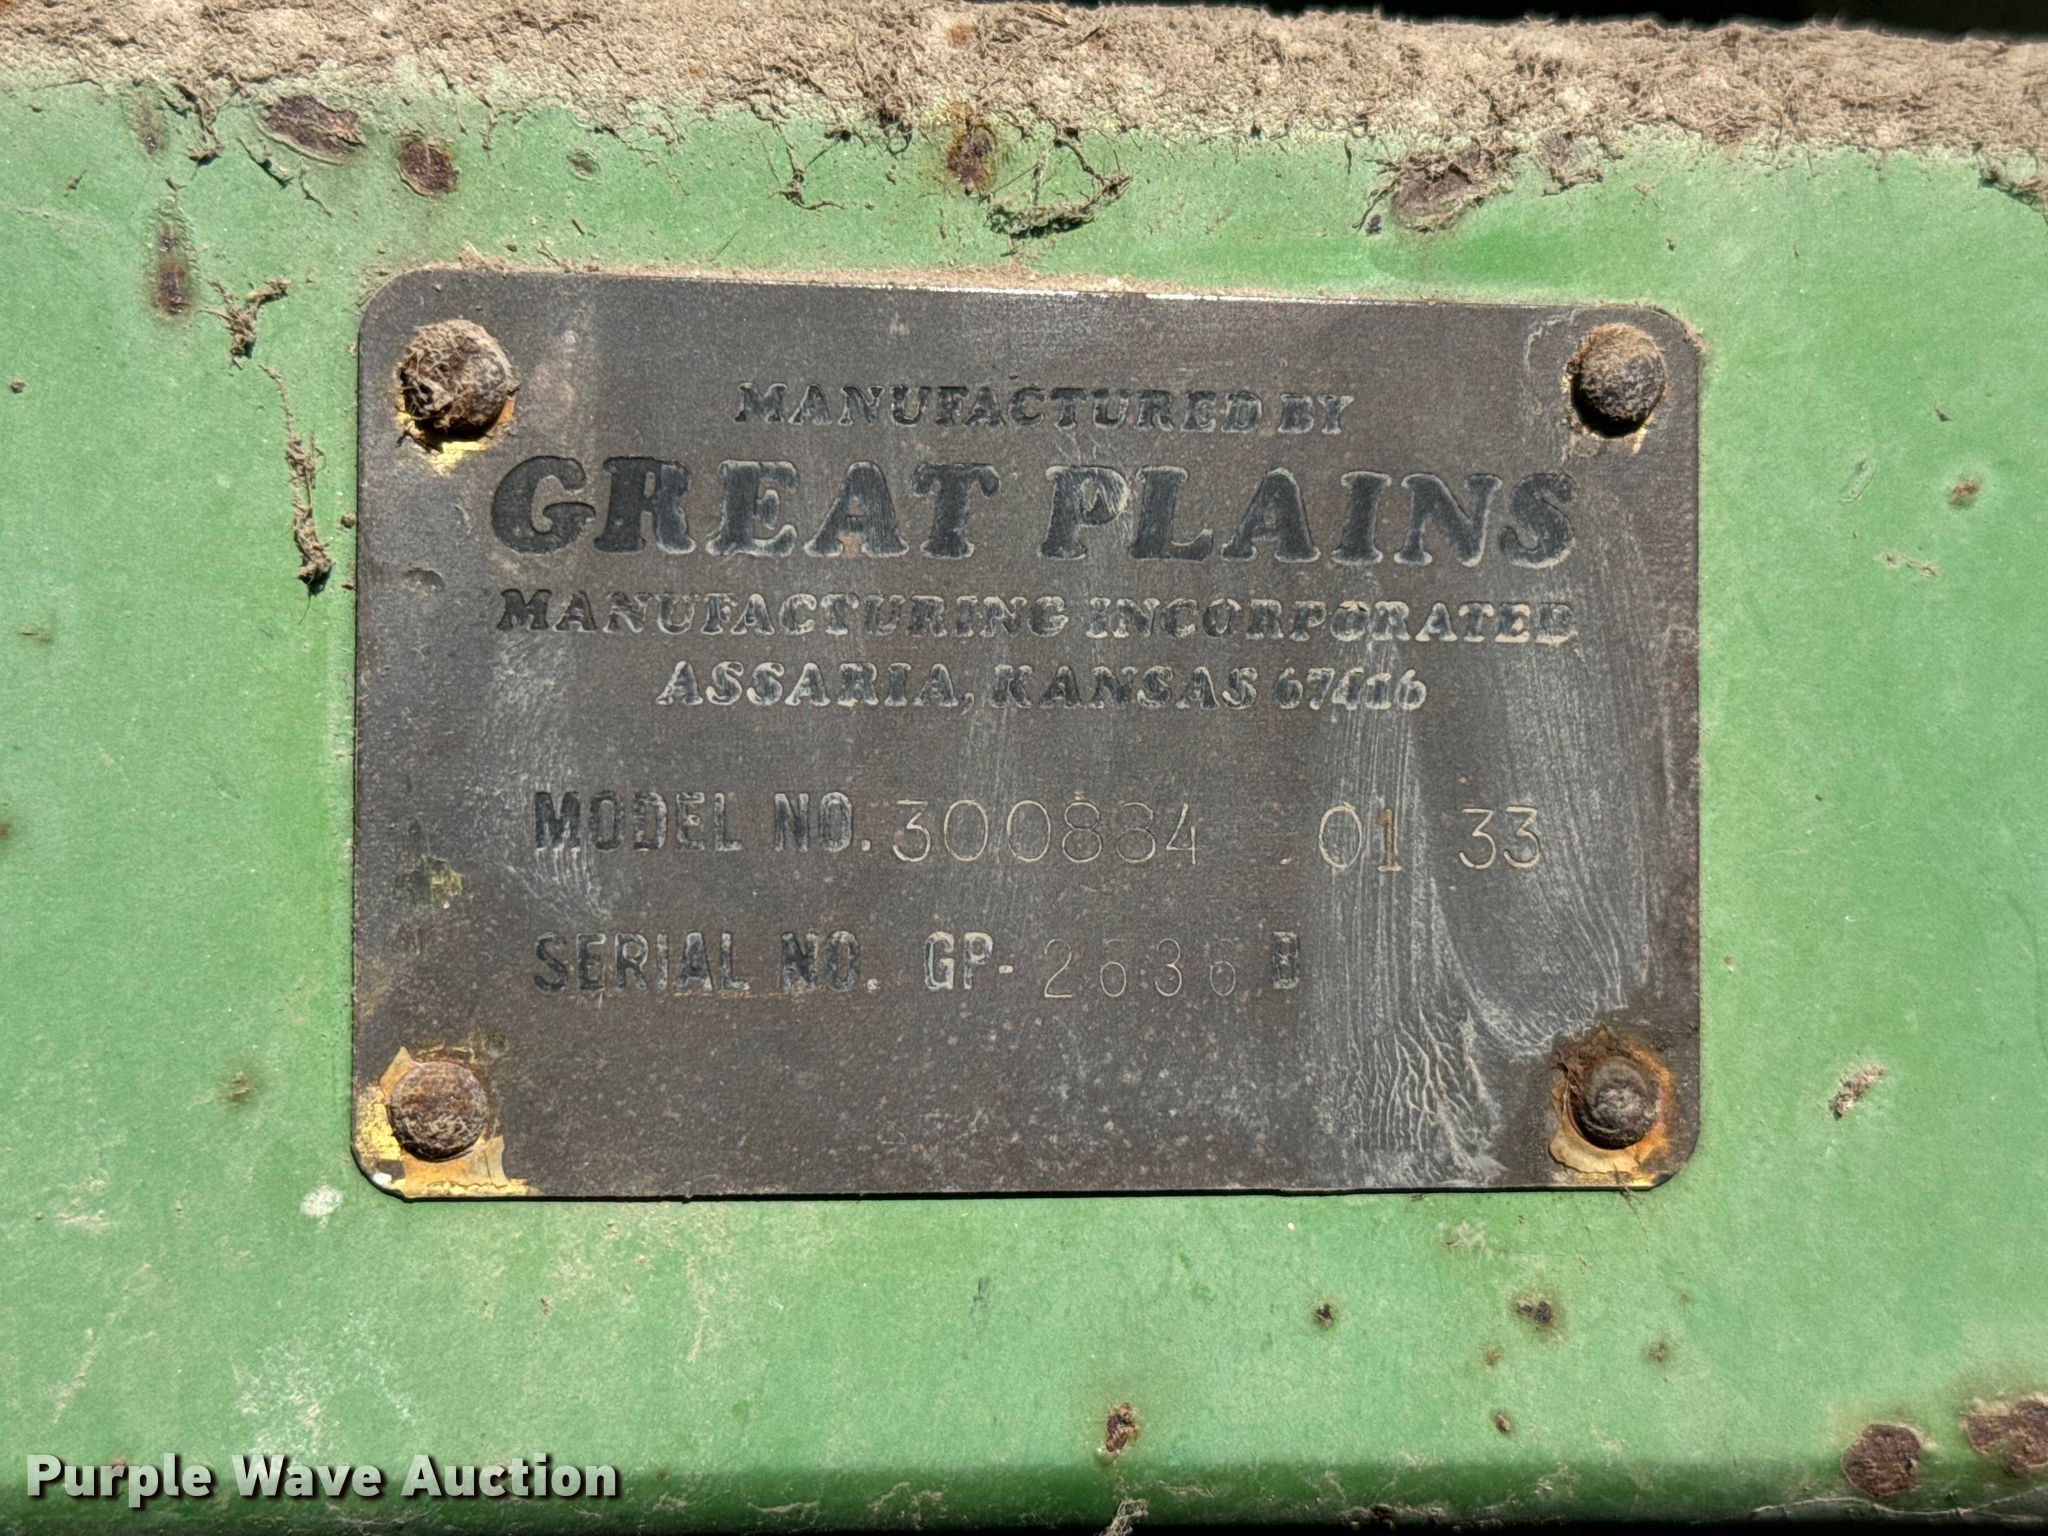 MANUFACTURED BY
GREAT PLAINS
MANUFACTURING INCORPORATED
ASSARIA, KANSAS 67416
MODEL NO. 300884 01 33
SERIAL NO. GP-2636 B
Purple Wave Auction